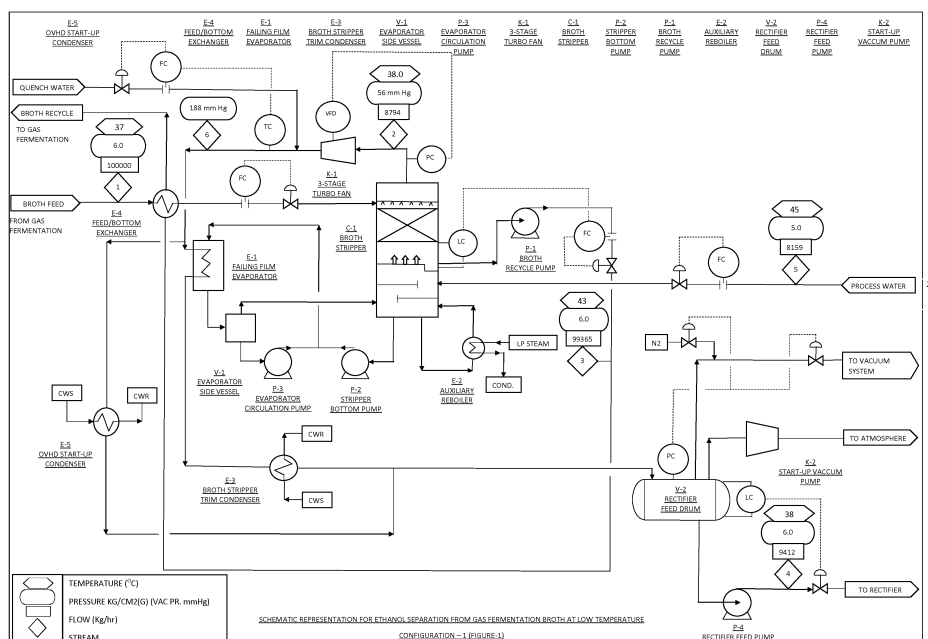 E-5
OVHD START-UP
CONDENSER
E-4
FEED/BOTTOM
EXCHANGER
E-1
FAILING FILM
EVAPORATOR
E-3
BROTH STRIPPER
TRIM CONDENSER
V-1
EVAPORATOR
SIDE VESSEL
P-3
EVAPORATOR
CIRCULATION
PUMP
K-1
3-STAGE
TURBO FAN
C-1
BROTH
STRIPPER
P-2
STRIPPER
BOTTOM
PUMP
P-1
BROTH
RECYCLE
PUMP
E-2
AUXILIARY
REBOILER
V-2
RECTIFIER
FEED
DRUM
P-4
RECTIFIER
FEED
PUMP
K-2
START-UP
VACUUM PUMP
FC
QUENCH WATER
BROTH RECYCLE
TO GAS
FERMENTATION
37
6.0
100000
1
188 mm Hg
6
TC
VFD
38.0
56 mm Hg
8794
2
PC
K-1
3-STAGE
TURBO FAN
FC
BROTH FEED
FROM GAS
FERMENTATION
E-4
FEED/BOTTOM
EXCHANGER
C-1
BROTH
STRIPPER
LC
P-1
BROTH
RECYCLE PUMP
FC
FC
45
5.0
8159
5
PROCESS WATER
2
E-1
FAILING FILM
EVAPORATOR
V-1
EVAPORATOR
SIDE VESSEL
P-3
EVAPORATOR
CIRCULATION PUMP
P-2
STRIPPER
BOTTOM PUMP
LP STEAM
COND.
E-2
AUXILIARY
REBOILER
43
6.0
99365
3
N2
TO VACUUM
SYSTEM
CWS
CWR
E-5
OVHD START-UP
CONDENSER
CWR
E-3
BROTH STRIPPER
TRIM CONDENSER
CWS
PC
TO ATMOSPHERE
K-2
START-UP VACCUM
PUMP
V-2
RECTIFIER
FEED DRUM
LC
38
6.0
9412
4
TO RECTIFIER
P-4
RECTIFIER FEED PUMP
TEMPERATURE (°C)
PRESSURE KG/CM2(G) (VAC PR. mmHg)
FLOW (Kg/hr)
STREAM
SCHEMATIC REPRESENTATION FOR ETHANOL SEPARATION FROM GAS FERMENTATION BROTH AT LOW TEMPERATURE
CONFIGURATION – 1 (FIGURE-1)